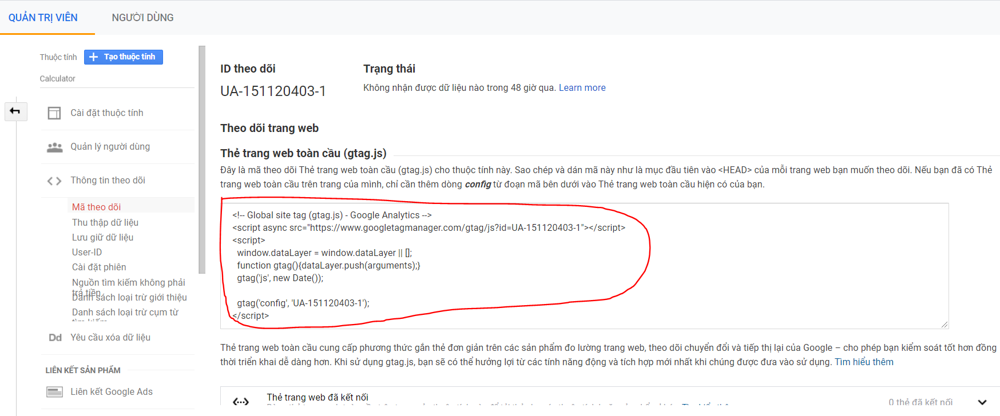 QUẢN TRỊ VIÊN
NGƯỜI DÙNG
Thuộc tính
Tạo thuộc tính
Calculator
Cài đặt thuộc tính
Quản lý người dùng
Thông tin theo dõi
Mã theo dõi
Thu thập dữ liệu
Lưu giữ dữ liệu
User-ID
Cài đặt phiên
Nguồn tìm kiếm không phải
trả tiền
Danh sách loại trừ giới thiệu
Danh sách loại trừ cụm từ
tìm kiếm
Dd Yêu cầu xóa dữ liệu
LIÊN KẾT SẢN PHẨM
Liên kết Google Ads
ID theo dõi
UA-151120403-1
Trạng thái
Không nhận được dữ liệu nào trong 48 giờ qua. Learn more
Theo dõi trang web
Thẻ trang web toàn cầu (gtag.js)
Đây là mã theo dõi Thẻ trang web toàn cầu (gtag.js) cho thuộc tính này. Sao chép và dán mã này như là mục đầu tiên vào <HEAD> của mỗi trang web bạn muốn theo dõi. Nếu bạn đã có Thẻ
trang web toàn cầu trên trang của mình, chỉ cần thêm dòng config từ đoạn mã bên dưới vào Thẻ trang web toàn cầu hiện có của bạn.
<!-- Global site tag (gtag.js) - Google Analytics -->
<script async src="https://www.googletagmanager.com/gtag/js?id=UA-151120403-1"></script>
<script>
window.dataLayer = window.dataLayer || [];
function gtag(){dataLayer.push(arguments);}
gtag('js', new Date());
gtag('config', 'UA-151120403-1');
</script>
Thẻ trang web toàn cầu cung cấp phương thức gắn thẻ đơn giản trên các sản phẩm đo lường trang web, theo dõi chuyển đổi và tiếp thị lại của Google – cho phép bạn kiểm soát tốt hơn đồng
thời triển khai dễ dàng hơn. Khi sử dụng gtag.js, bạn sẽ có thể hưởng lợi từ các tính năng động và tích hợp mới nhất khi chúng được đưa vào sử dụng. Tìm hiểu thêm
Thẻ trang web đã kết nối
0 thẻ đã kết nối